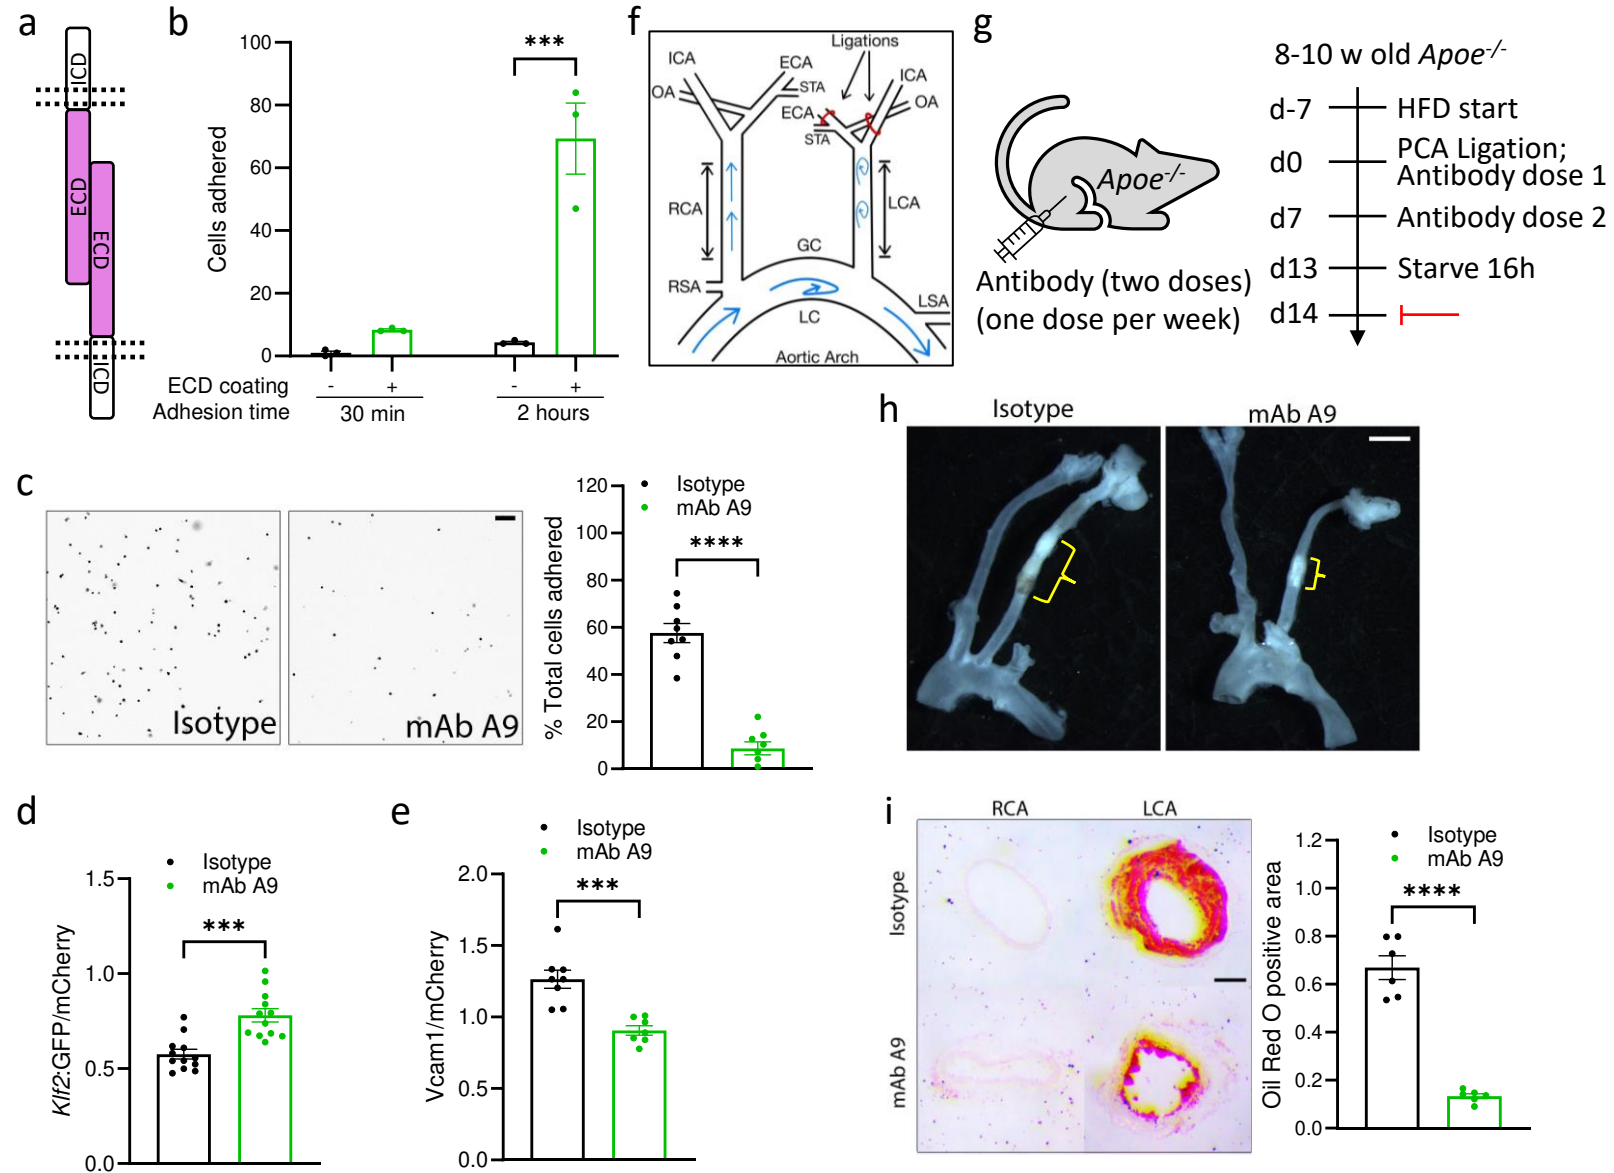 a
ICD
ECD
ECD
ICD
b
100
80
60
40
20
0
Cells adhered
***
ECD coating - + - +
Adhesion time 30 min 2 hours
f
Ligations
ICA ECA ICA
OA STA OA
ECA
STA
RCA LCA
GC
RSA LSA
LC
Aortic Arch
g
Apoe-/-
Antibody (two doses)
(one dose per week)
8-10 w old Apoe-/-
d-7 HFD start
d0 PCA Ligation;
Antibody dose 1
d7 Antibody dose 2
d13 Starve 16h
d14
c
Isotype
mAb A9
Isotype
mAb A9
120
100
80
60
40
20
0
% Total cells adhered
****
h
Isotype
mAb A9
d
Isotype
mAb A9
1.5
1.0
0.5
0.0
Klf2:GFP/mCherry
***
e
Isotype
mAb A9
2.0
1.5
1.0
0.5
0.0
Vcam1/mCherry
***
i
RCA LCA
Isotype
mAb A9
Isotype
mAb A9
1.2
1.0
0.8
0.6
0.4
0.2
0.0
Oil Red O positive area
****